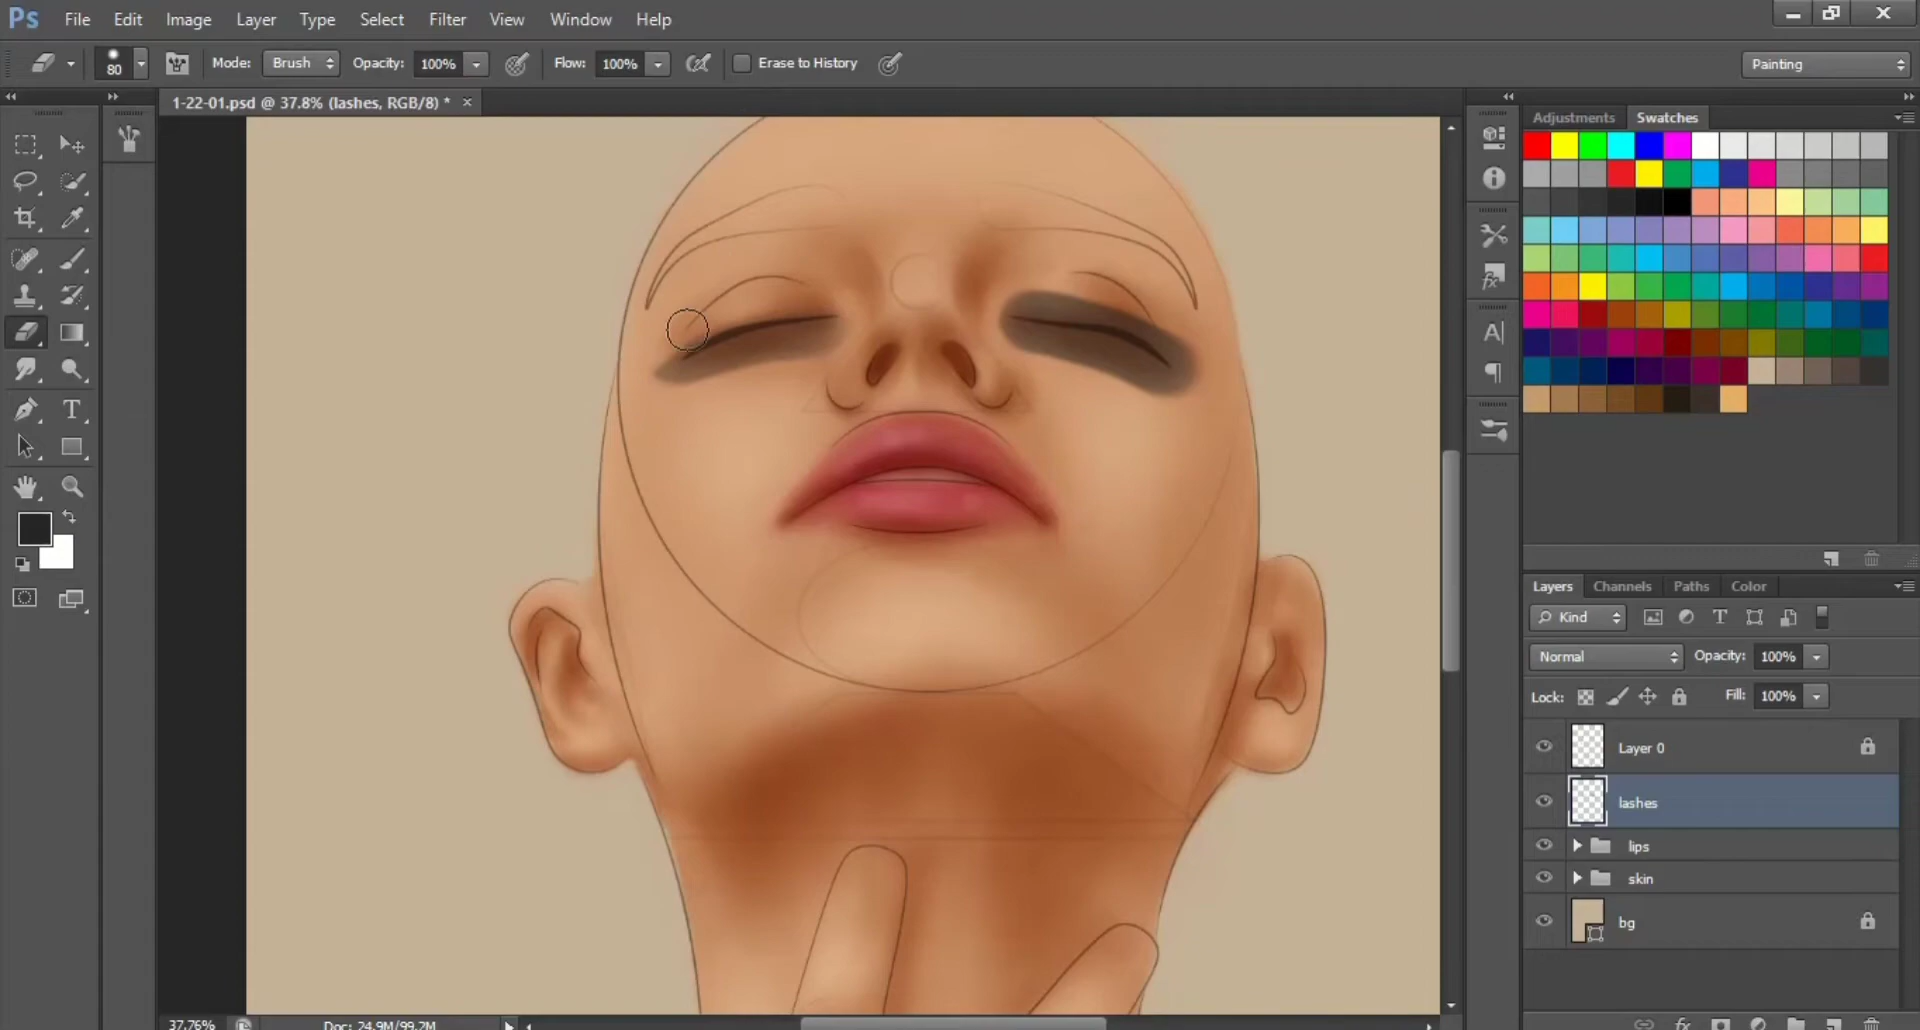 Ps File Edit Image Layer Type Select Filter View Window Help
80 Mode: Brush Opacity: 100% Flow: 100% Erase to History Painting
1-22-01.psd @ 37.8% (lashes, RGB/8) * ×
Adjustments Swatches
Layers Channels Paths Color
Kind
Normal Opacity: 100%
Lock: Fill: 100%
Layer 0
lashes
lips
skin
bg
37.76% Doc: 24.9M/99.2M